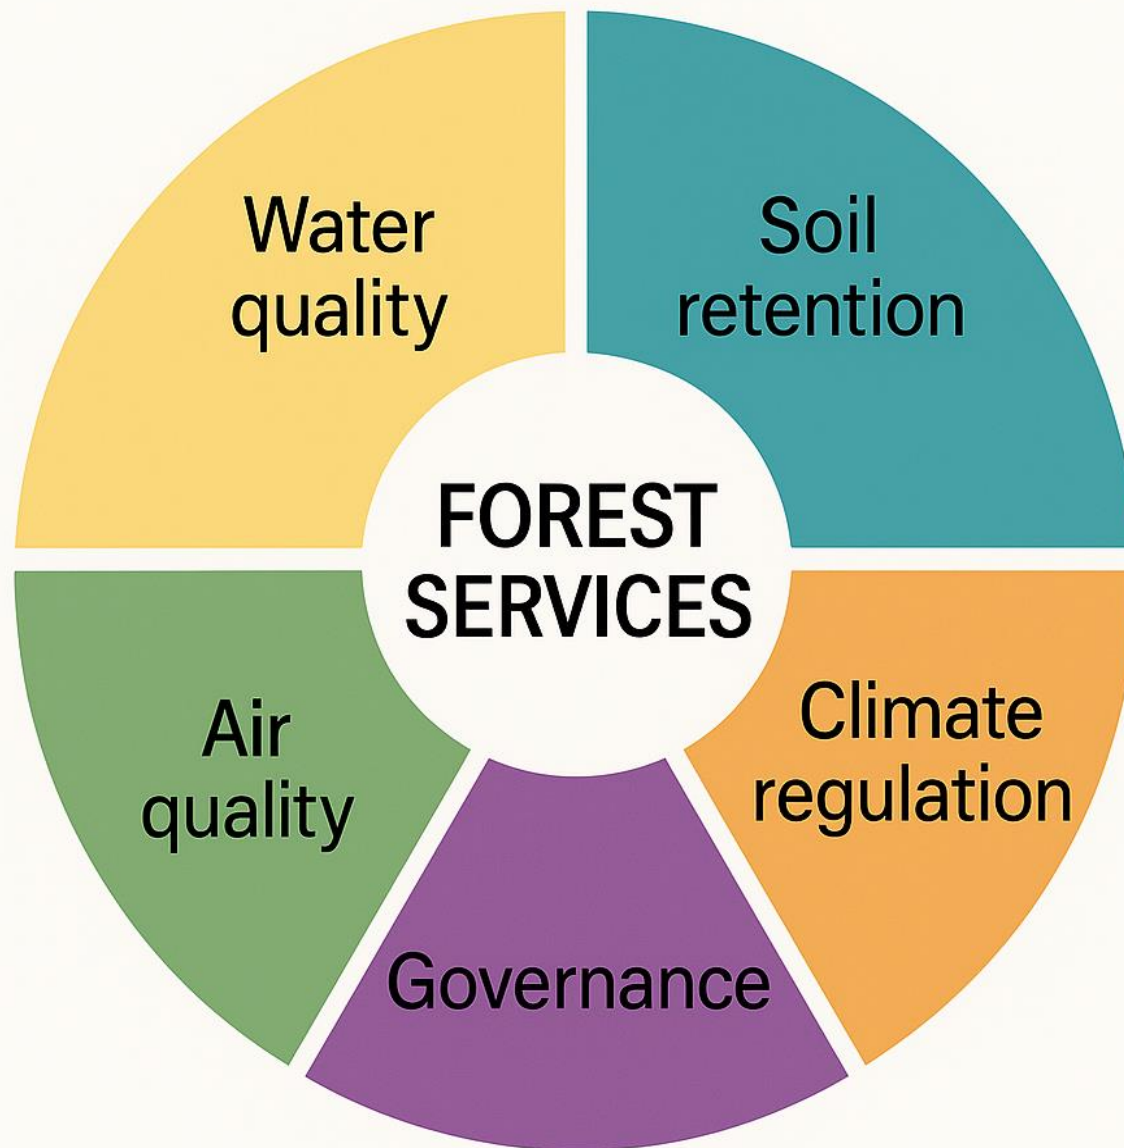 Water
quality
Soil
retention
FOREST
SERVICES
Climate
regulation
Air
quality
Governance